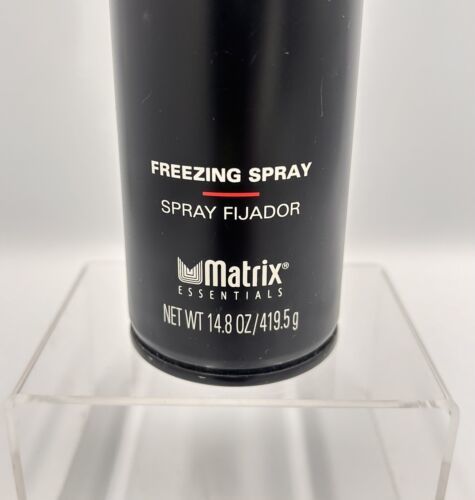 FREEZING SPRAY
SPRAY FIJADOR
Matrix®
ESSENTIALS
NET WT 14.8 OZ/419.5 g